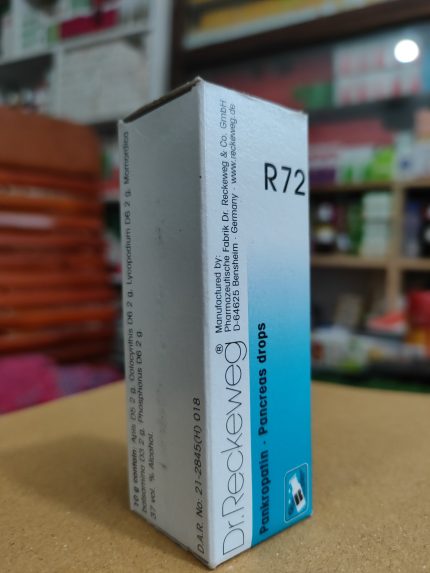 R72
Pankropatin · Pancreas drops
Dr. Reckeweg ®
Manufactured by:
Pharmazeutische Fabrik Dr. Reckeweg & Co. GmbH
D-64625 Bensheim · Germany · www.reckeweg.de
10 g contain: Apis D5 2 g, Colocynthis D6 2 g, Lycopodium D6 2 g, Momordica
balsamina D3 2 g, Phosphorus D6 2 g
37 vol. % Alcohol.
D.A.R. No: 21-2845(H) 018